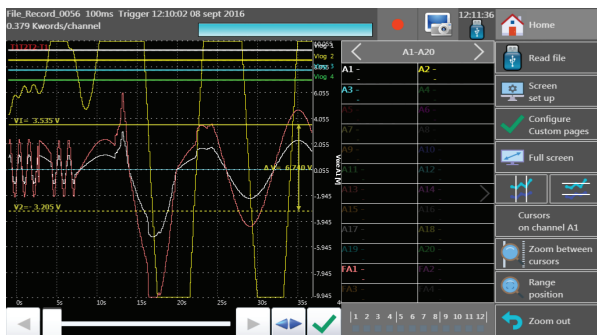 File_Record_0056 100ms Trigger 12:10:02 08 sept 2016
0.379 Kwords/channel
12:11:36
Home
Read file
Screen
set up
Configure
Custom pages
Full screen
Cursors
on channel A1
Zoom between
cursors
Range
position
Zoom out
A1-A20
A1 - A2 -
A3 - A4 -
A5 - A6 -
A7 - A8 -
A9 - A10 -
A11 - A12 -
A13 - A14 -
A15 - A16 -
A17 - A18 -
A19 - A20 -
FA1 - FA2 -
FA3 - FA4 -
1 2 3 4 5 6 7 8 9 10 11 12
Vlog 2
Vlog 4
6.055
4.055
2.055
0.055
-1.945
-3.945
-5.945
-7.945
-9.945
V1= 3.535 V
V2=- 3.205 V
Δ V= 6.740 V
Voie:A1 [V]
0s 5s 10s 15s 20s 25s 30s 35s 4